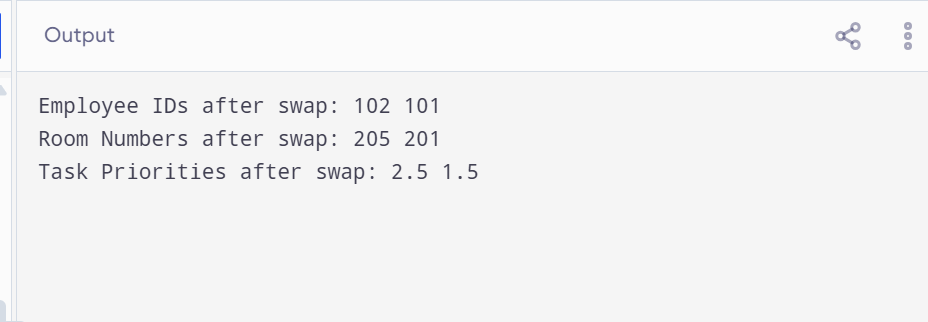 Output
Employee IDs after swap: 102 101
Room Numbers after swap: 205 201
Task Priorities after swap: 2.5 1.5